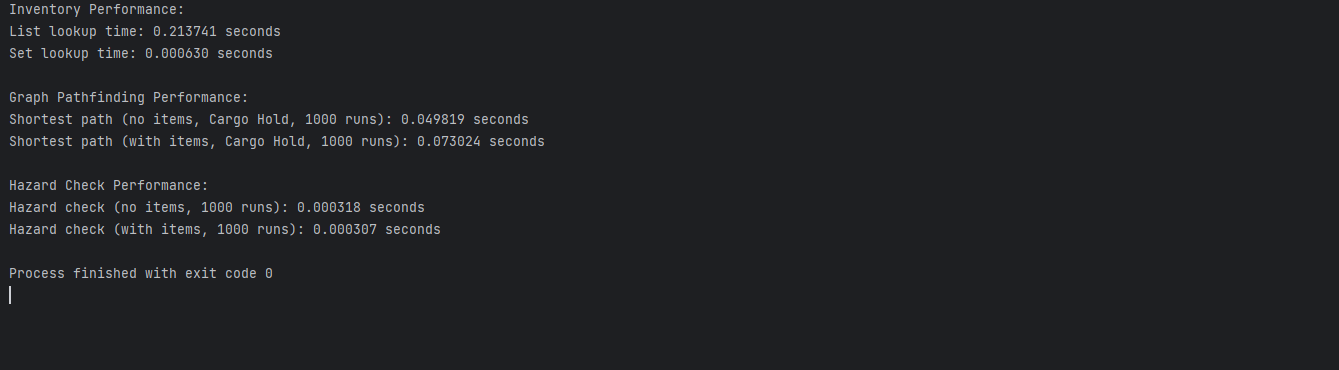 Inventory Performance:
List lookup time: 0.213741 seconds
Set lookup time: 0.000630 seconds
Graph Pathfinding Performance:
Shortest path (no items, Cargo Hold, 1000 runs): 0.049819 seconds
Shortest path (with items, Cargo Hold, 1000 runs): 0.073024 seconds
Hazard Check Performance:
Hazard check (no items, 1000 runs): 0.000318 seconds
Hazard check (with items, 1000 runs): 0.000307 seconds
Process finished with exit code 0